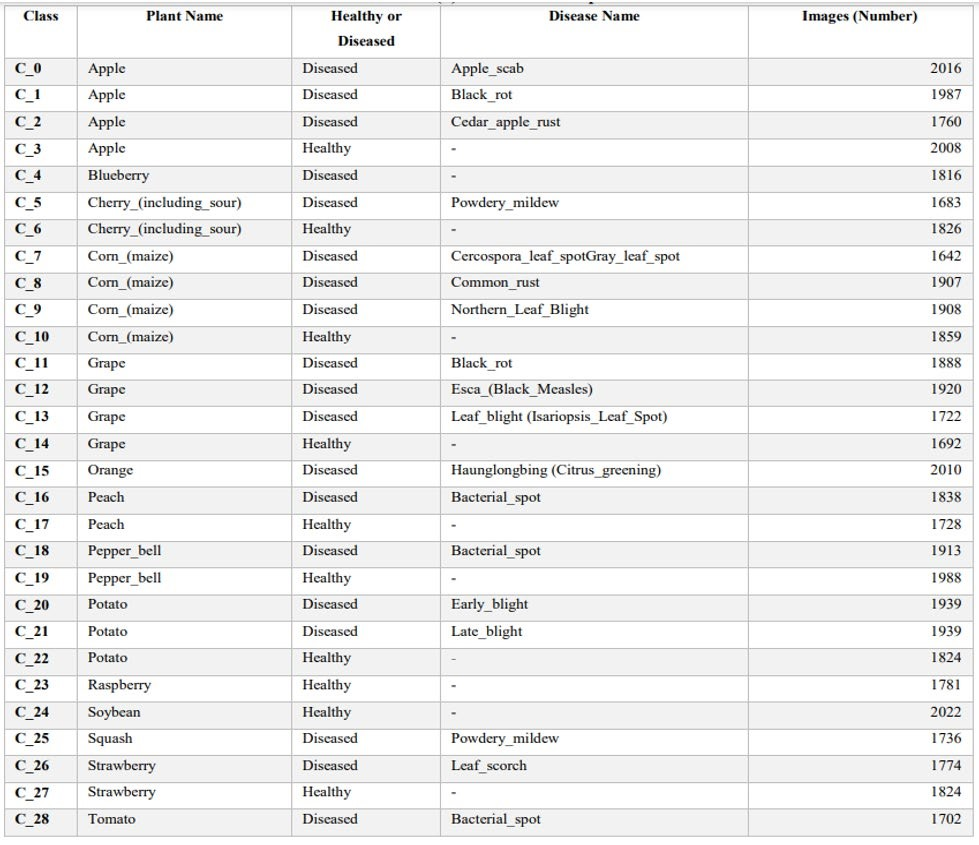 Class Plant Name Healthy or Diseased Disease Name Images (Number)
C_0 Apple Diseased Apple_scab 2016
C_1 Apple Diseased Black_rot 1987
C_2 Apple Diseased Cedar_apple_rust 1760
C_3 Apple Healthy - 2008
C_4 Blueberry Diseased - 1816
C_5 Cherry_(including_sour) Diseased Powdery_mildew 1683
C_6 Cherry_(including_sour) Healthy - 1826
C_7 Corn_(maize) Diseased Cercospora_leaf_spotGray_leaf_spot 1642
C_8 Corn_(maize) Diseased Common_rust 1907
C_9 Corn_(maize) Diseased Northern_Leaf_Blight 1908
C_10 Corn_(maize) Healthy - 1859
C_11 Grape Diseased Black_rot 1888
C_12 Grape Diseased Esca_(Black_Measles) 1920
C_13 Grape Diseased Leaf_blight (Isariopsis_Leaf_Spot) 1722
C_14 Grape Healthy - 1692
C_15 Orange Diseased Haunglongbing (Citrus_greening) 2010
C_16 Peach Diseased Bacterial_spot 1838
C_17 Peach Healthy - 1728
C_18 Pepper_bell Diseased Bacterial_spot 1913
C_19 Pepper_bell Healthy - 1988
C_20 Potato Diseased Early_blight 1939
C_21 Potato Diseased Late_blight 1939
C_22 Potato Healthy - 1824
C_23 Raspberry Healthy - 1781
C_24 Soybean Healthy - 2022
C_25 Squash Diseased Powdery_mildew 1736
C_26 Strawberry Diseased Leaf_scorch 1774
C_27 Strawberry Healthy - 1824
C_28 Tomato Diseased Bacterial_spot 1702